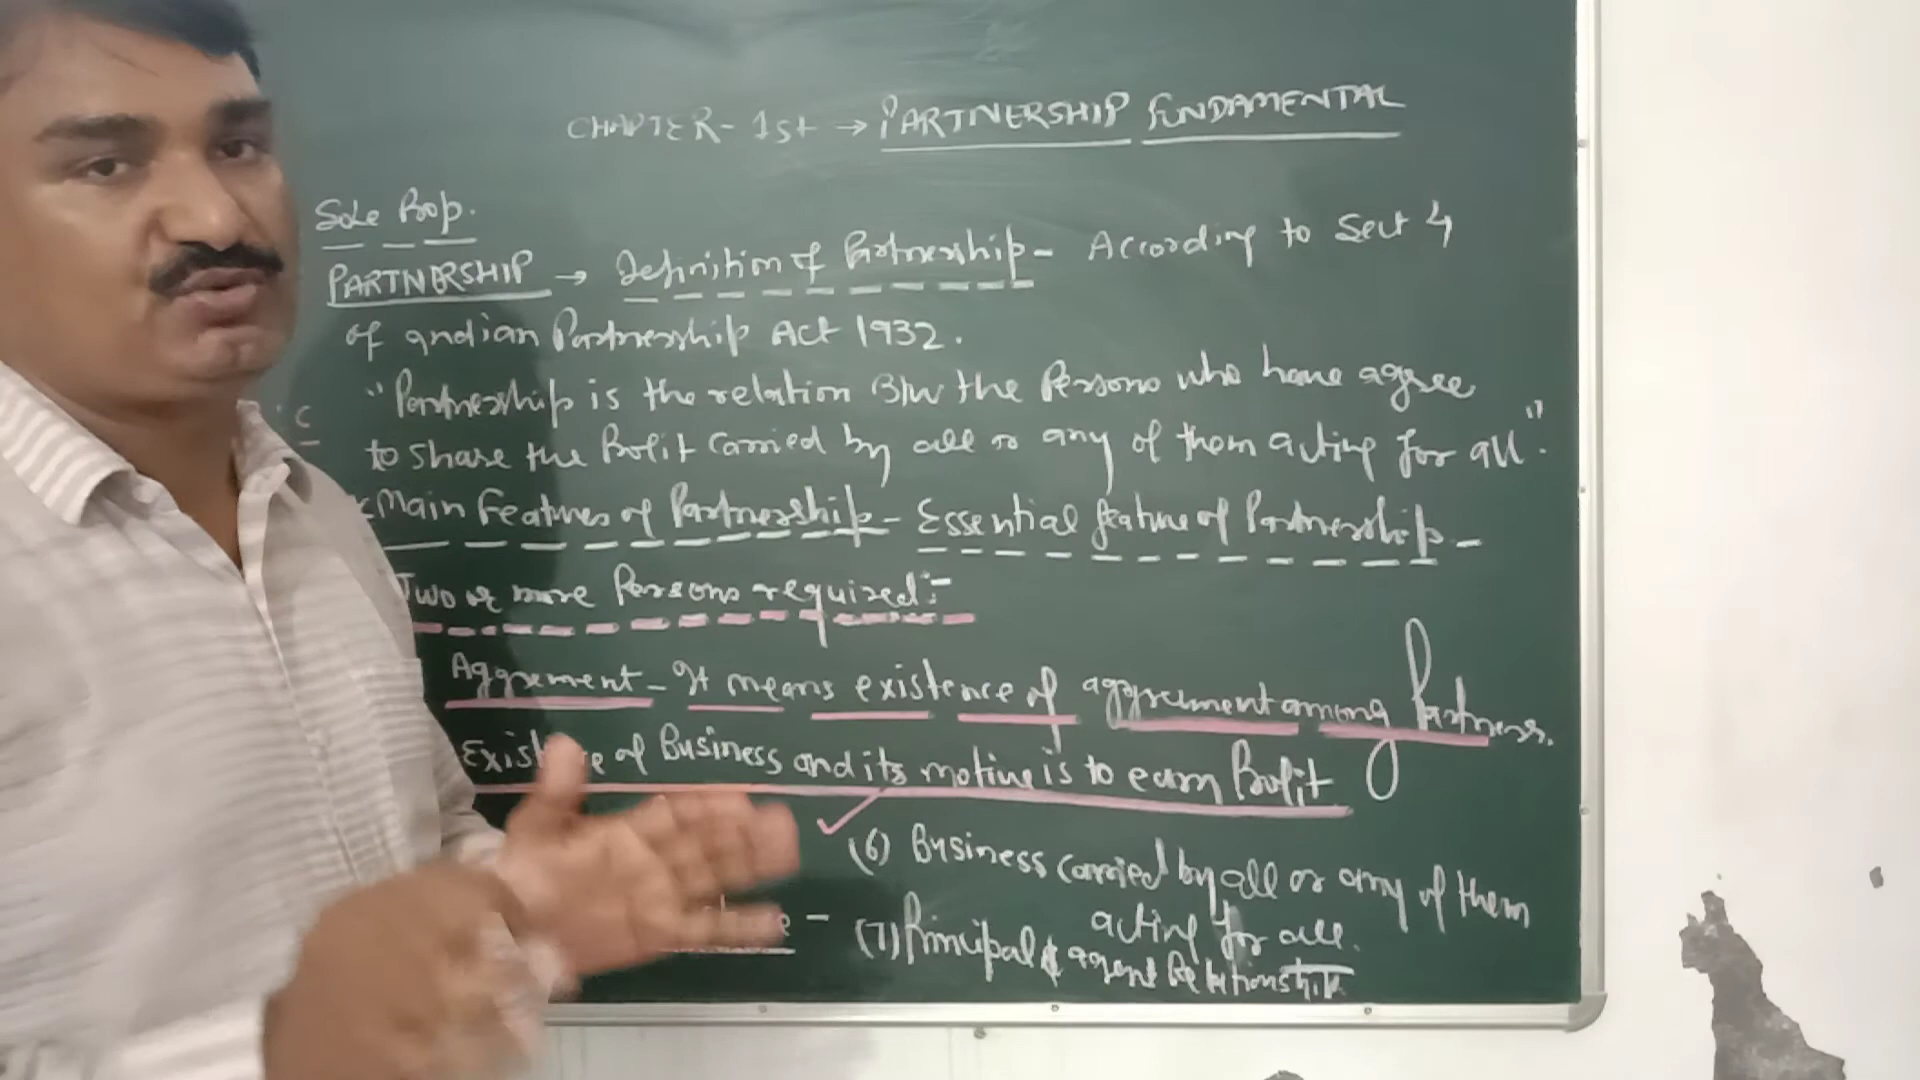 CHAPTER- 1st → PARTNERSHIP FUNDAMENTAL
Sole Prop.
PARTNERSHIP → Definition of Partnership - According to Sect 4
of Indian Partnership Act 1932.
"Partnership is the relation B/w the Persons who have agree
to share the Profit carried by all or any of them acting for all".
Main Features of Partnership - Essential feature of Partnership -
Two or more Persons required:-
Aggrement - It means existence of aggrement among Partners.
of Business and its motive is to earn Profit
(6) Business carried by all or any of them
acting for all.
(7) Principal & agent Relationship